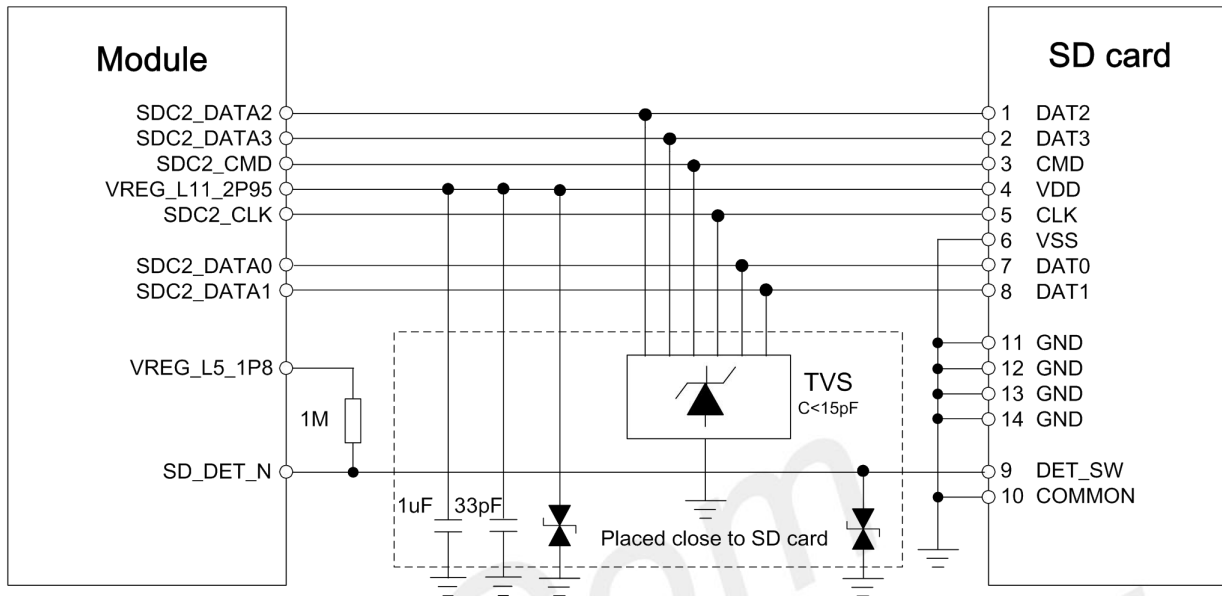 Module
SD card
SDC2_DATA2
1 DAT2
SDC2_DATA3
2 DAT3
SDC2_CMD
3 CMD
VREG_L11_2P95
4 VDD
SDC2_CLK
5 CLK
6 VSS
SDC2_DATA0
7 DAT0
SDC2_DATA1
8 DAT1
11 GND
VREG_L5_1P8
12 GND
TVS
13 GND
C<15pF
1M
14 GND
SD_DET_N
9 DET_SW
10 COMMON
1uF 33pF
Placed close to SD card